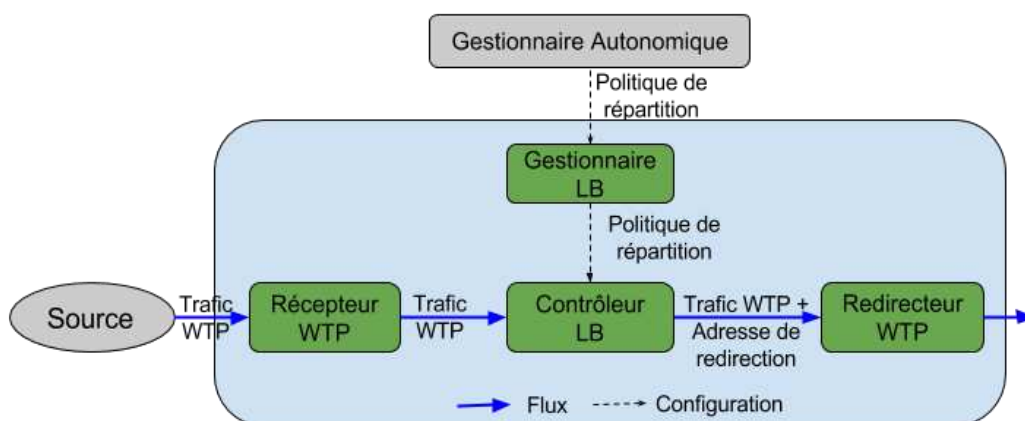 Gestionnaire Autonomique
Politique de
répartition
Gestionnaire
LB
Politique de
répartition
Source
Trafic
WTP
Récepteur
WTP
Trafic
WTP
Contrôleur
LB
Trafic WTP +
Adresse de
redirection
Redirecteur
WTP
Flux
Configuration